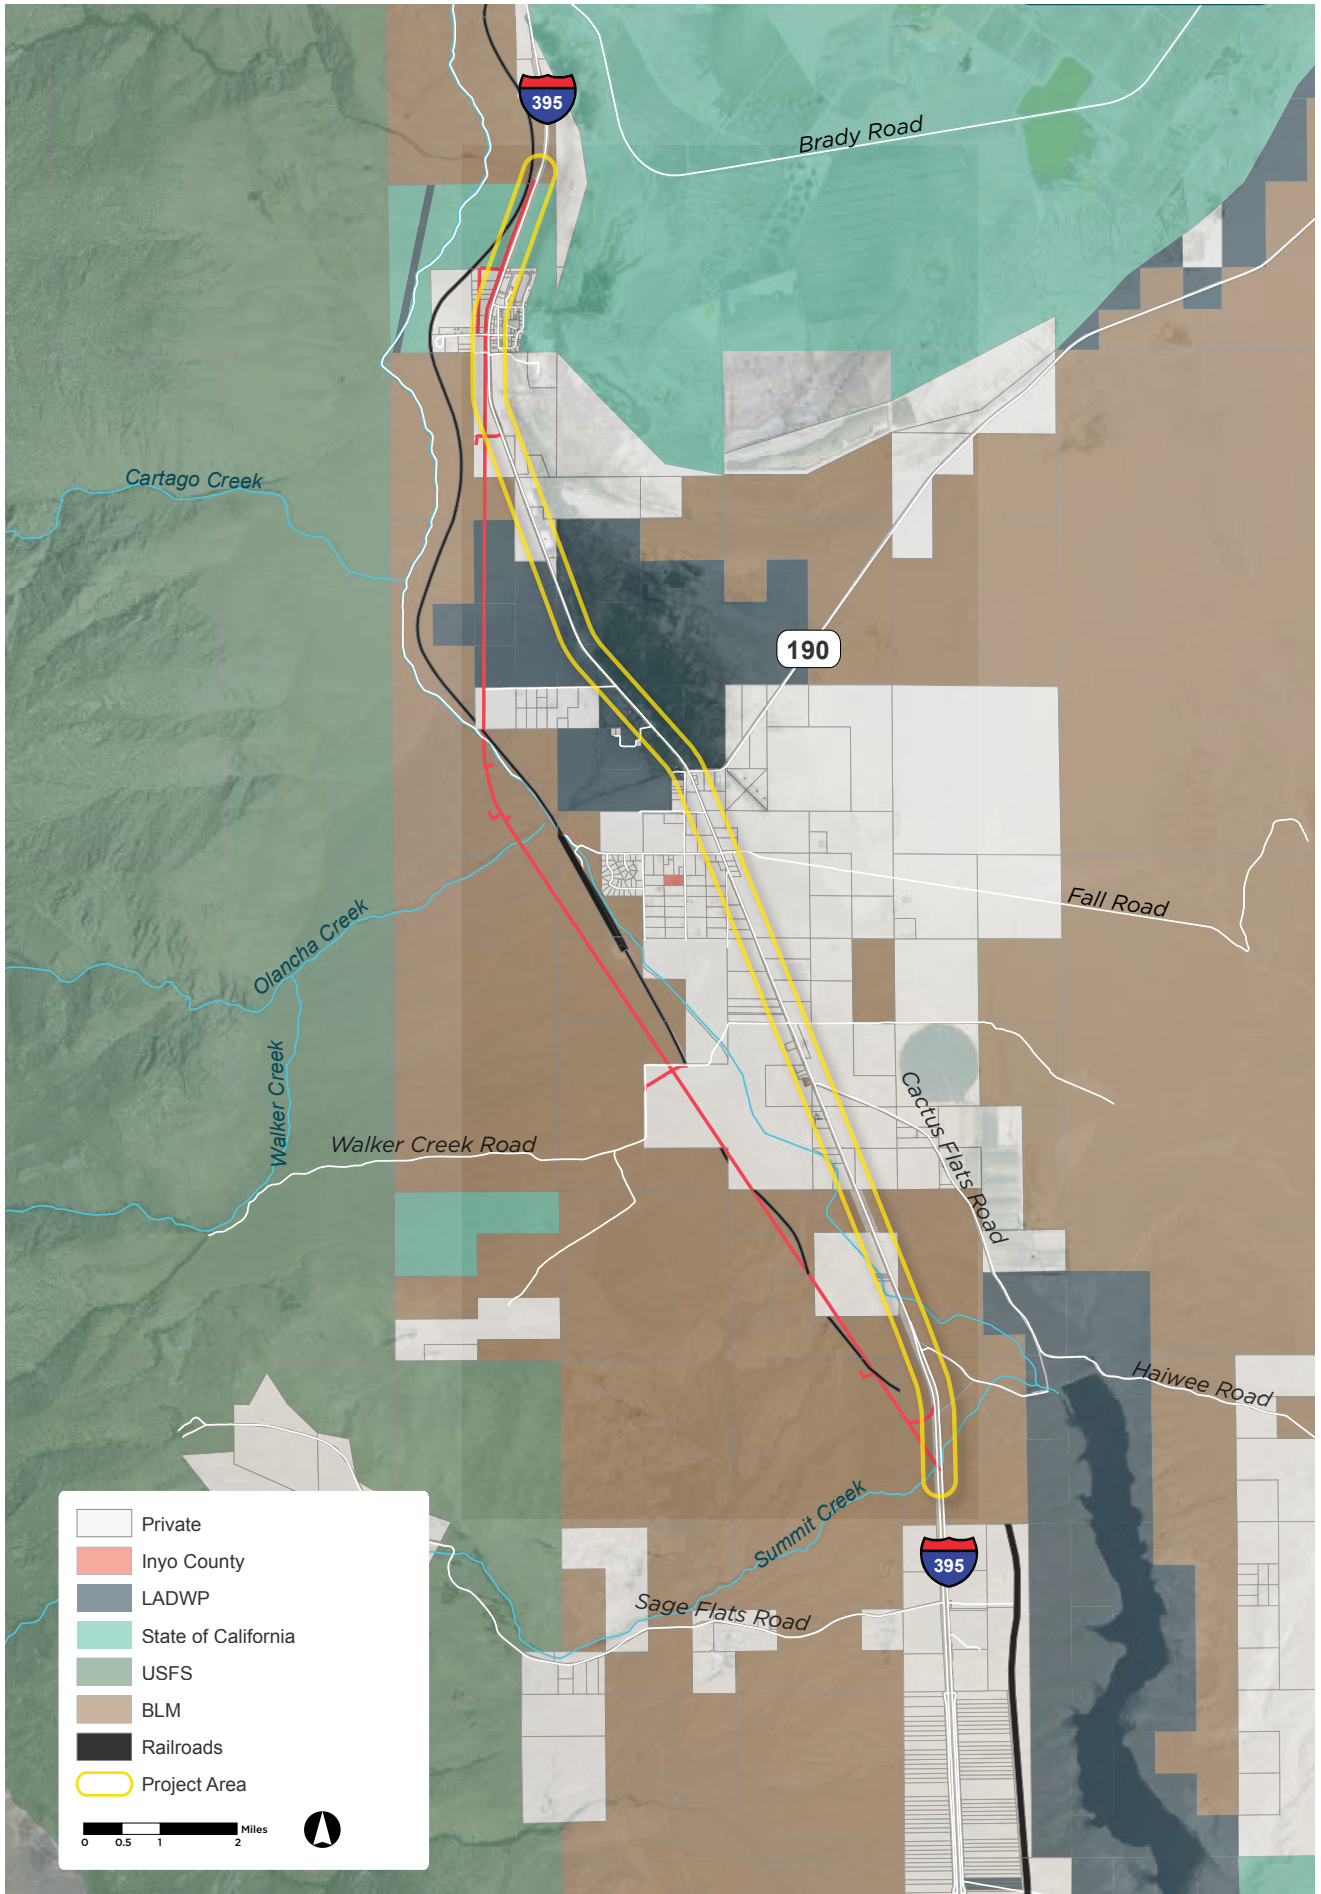 395
Brady Road
Cartago Creek
190
Fall Road
Olancha Creek
Walker Creek
Cactus Flats Road
Walker Creek Road
Haiwee Road
Summit Creek
395
Sage Flats Road
Private
Inyo County
LADWP
State of California
USFS
BLM
Railroads
Project Area
Miles
0 0.5 1 2